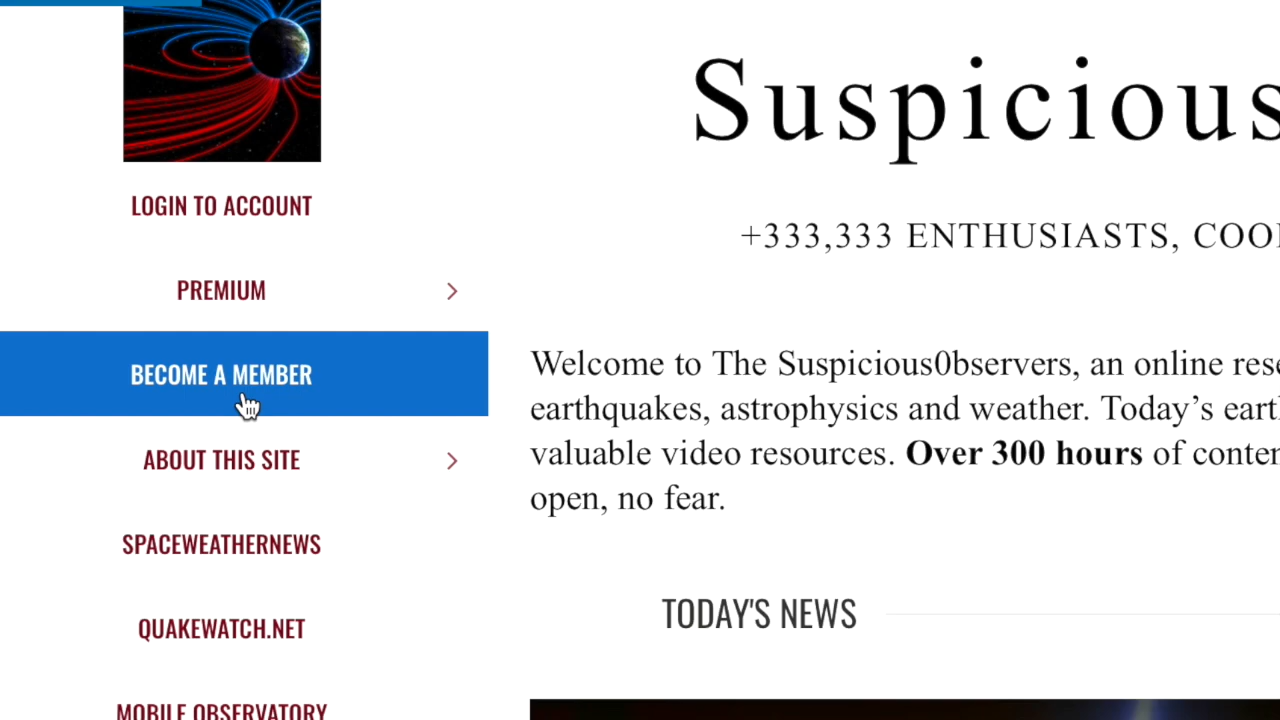 Suspicious
+333,333 ENTHUSIASTS,
LOGIN TO ACCOUNT
PREMIUM
BECOME A MEMBER
ABOUT THIS SITE
SPACEWEATHERNEWS
QUAKEWATCH.NET
MOBILE OBSERVATORY
Welcome to The Suspicious0bservers, an online
earthquakes, astrophysics and weather. Today’s
valuable video resources. Over 300 hours of
open, no fear.
TODAY'S NEWS